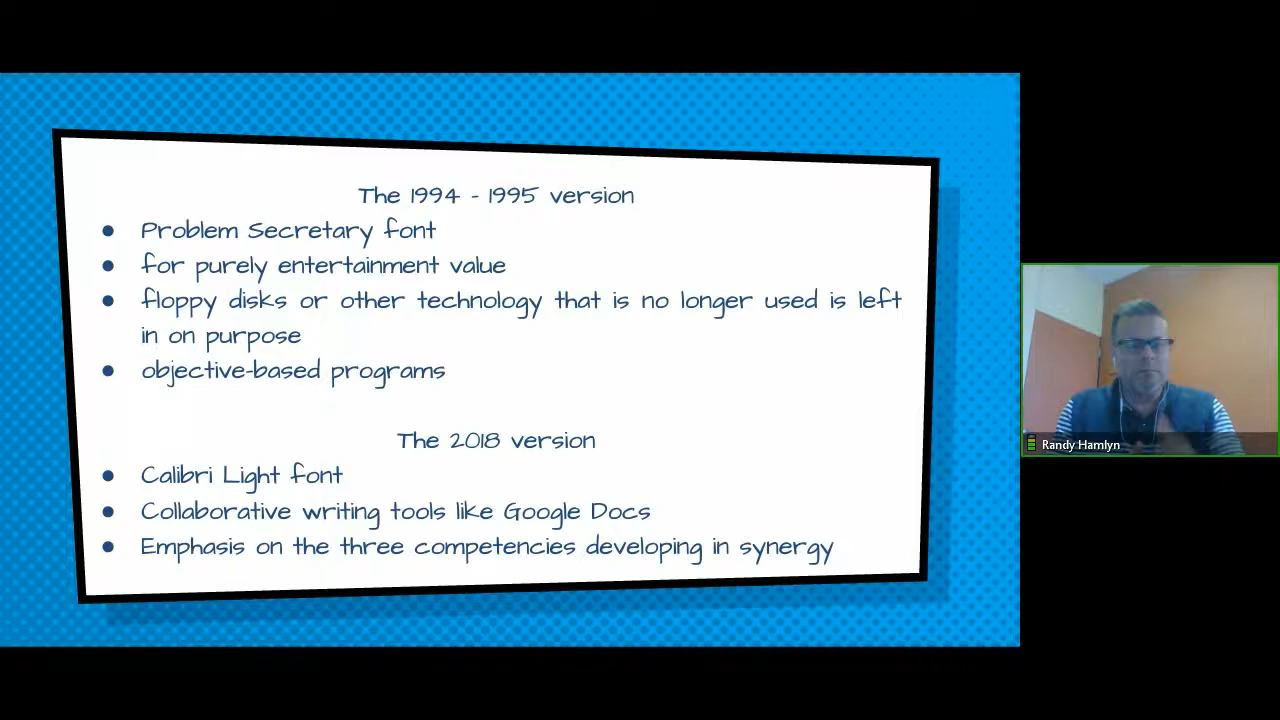 The 1994 - 1995 version
● Problem Secretary font
● for purely entertainment value
● floppy disks or other technology that is no longer used is left
in on purpose
● objective-based programs
The 2018 version
● Calibri Light font
● Collaborative writing tools like Google Docs
● Emphasis on the three competencies developing in synergy
Randy Hamlyn